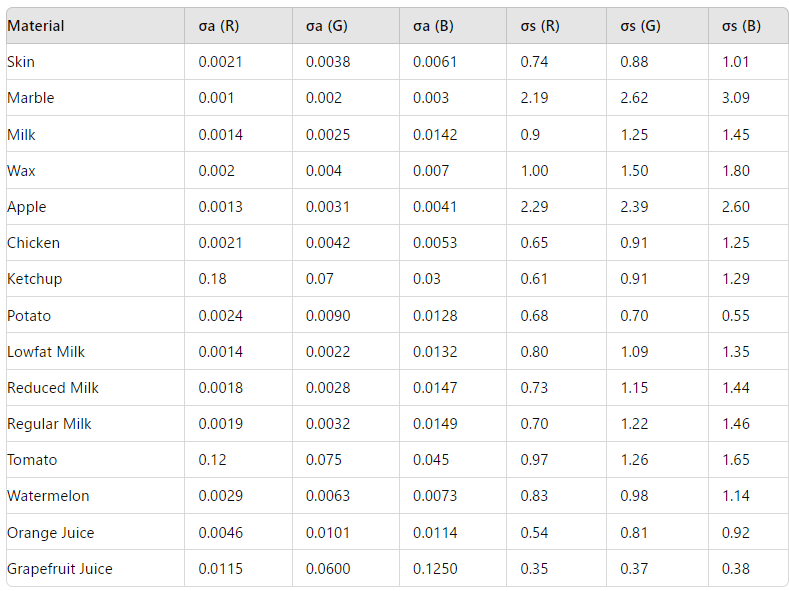 Material σa (R) σa (G) σa (B) σs (R) σs (G) σs (B)
Skin 0.0021 0.0038 0.0061 0.74 0.88 1.01
Marble 0.001 0.002 0.003 2.19 2.62 3.09
Milk 0.0014 0.0025 0.0142 0.9 1.25 1.45
Wax 0.002 0.004 0.007 1.00 1.50 1.80
Apple 0.0013 0.0031 0.0041 2.29 2.39 2.60
Chicken 0.0021 0.0042 0.0053 0.65 0.91 1.25
Ketchup 0.18 0.07 0.03 0.61 0.91 1.29
Potato 0.0024 0.0090 0.0128 0.68 0.70 0.55
Lowfat Milk 0.0014 0.0022 0.0132 0.80 1.09 1.35
Reduced Milk 0.0018 0.0028 0.0147 0.73 1.15 1.44
Regular Milk 0.0019 0.0032 0.0149 0.70 1.22 1.46
Tomato 0.12 0.075 0.045 0.97 1.26 1.65
Watermelon 0.0029 0.0063 0.0073 0.83 0.98 1.14
Orange Juice 0.0046 0.0101 0.0114 0.54 0.81 0.92
Grapefruit Juice 0.0115 0.0600 0.1250 0.35 0.37 0.38